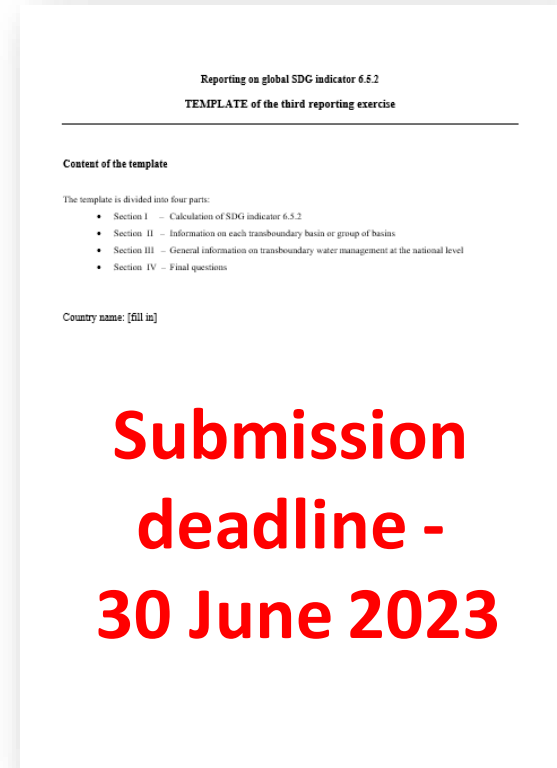 Reporting on global SDG indicator 6.5.2
TEMPLATE of the third reporting exercise
Content of the template
The template is divided into four parts:
• Section I – Calculation of SDG indicator 6.5.2
• Section II – Information on each transboundary basin or group of basins
• Section III – General information on transboundary water management at the national level
• Section IV – Final questions
Country name: [fill in]
Submission
deadline -
30 June 2023